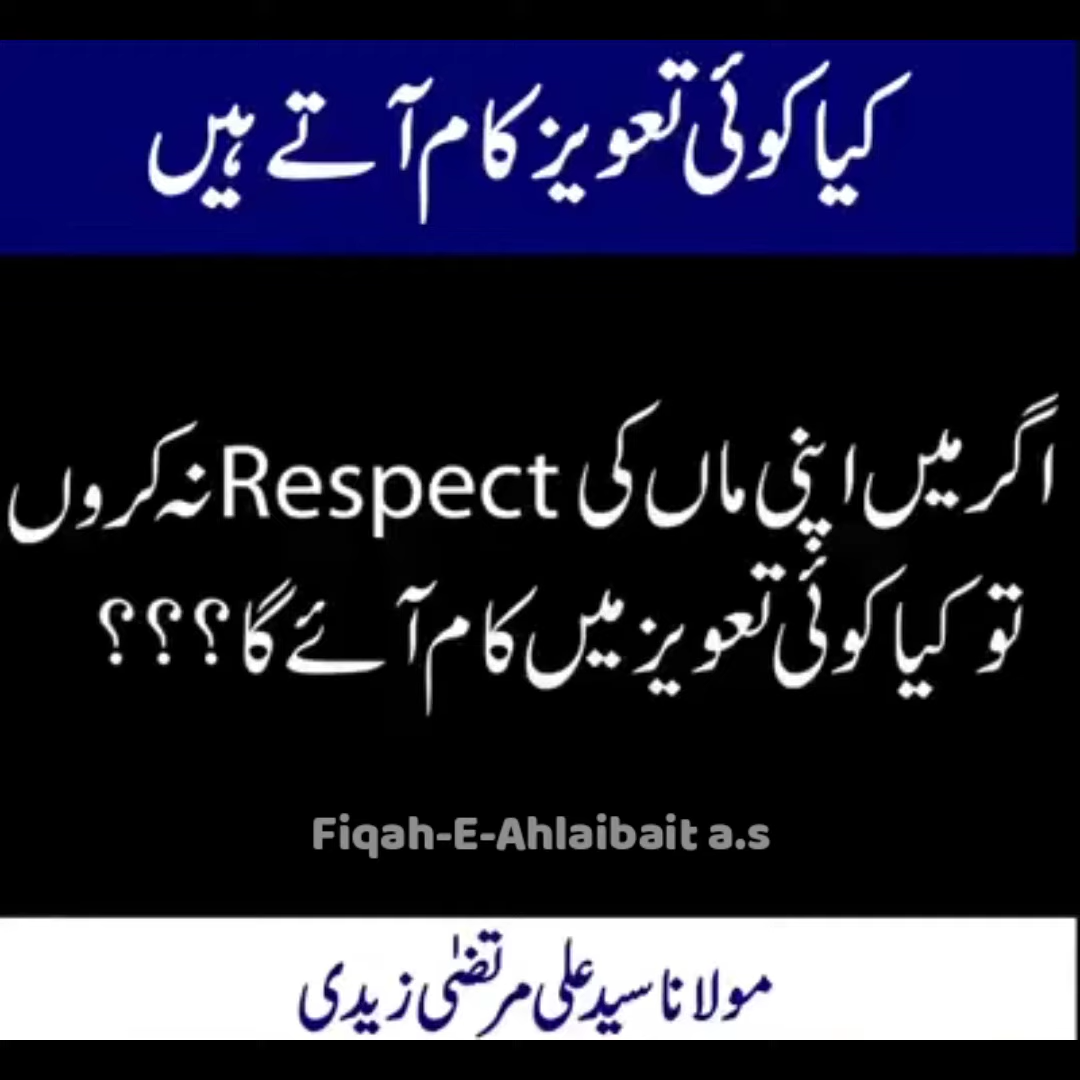 کیا کوئی تعویز کام آتے ہیں
اگر میں اپنی ماں کی Respect نہ کروں
تو کیا کوئی تعویز میں کام آئے گا؟؟؟
Fiqah-E-Ahlaibait a.s
مولانا سید علی مرتضیٰ زیدی